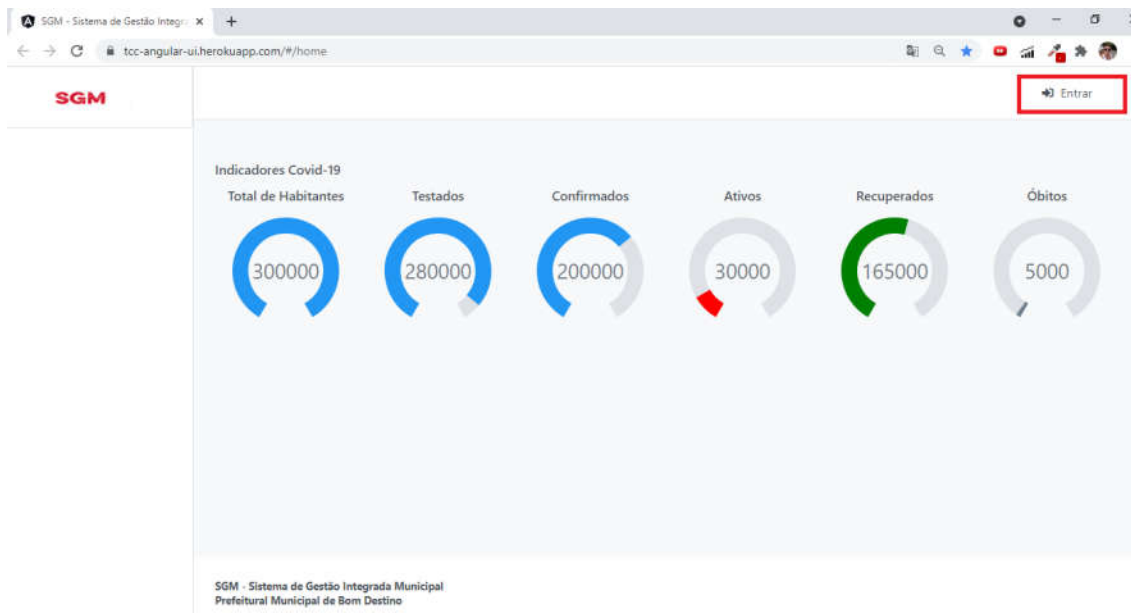 SGM - Sistema de Gestão Integra
tcc-angular-ui.herokuapp.com/#/home
SGM
Entrar
Indicadores Covid-19
Total de Habitantes Testados Confirmados Ativos Recuperados Óbitos
300000 280000 200000 30000 165000 5000
SGM - Sistema de Gestão Integrada Municipal
Prefeitural Municipal de Bom Destino